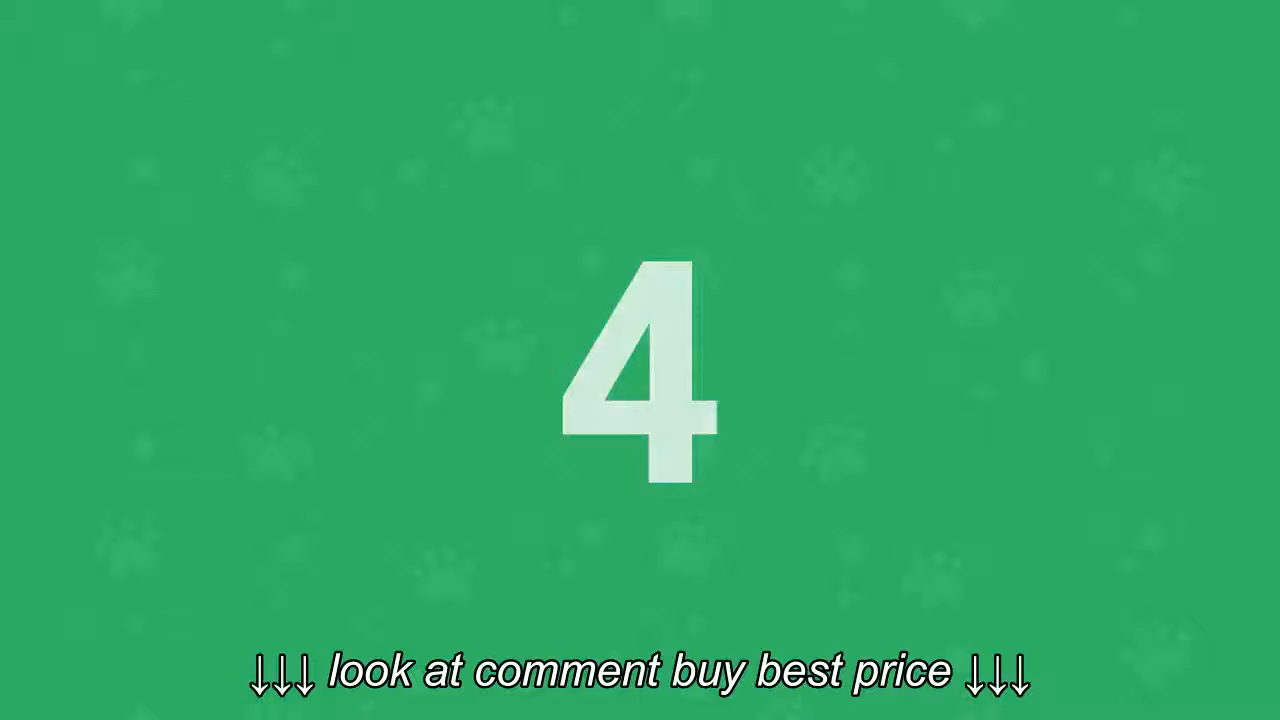 4
↓↓↓ look at comment buy best price ↓↓↓